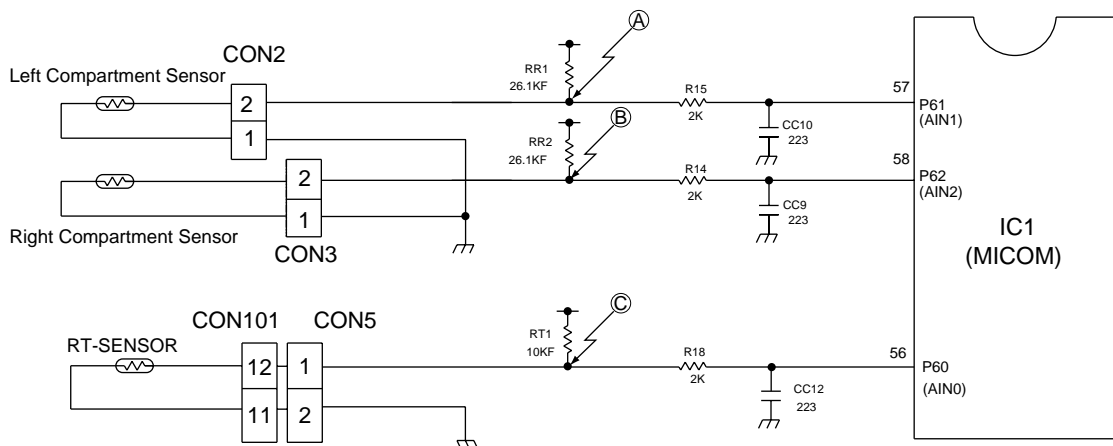 A
CON2
Left Compartment Sensor
RR1
26.1KF
R15
2K
57
2
1
P61
(AIN1)
CC10
223
B
RR2
26.1KF
R14
2K
58
2
1
P62
(AIN2)
CC9
223
Right Compartment Sensor
CON3
IC1
(MICOM)
C
CON101 CON5
RT-SENSOR
RT1
10KF
R18
2K
56
12 1
11 2
P60
(AIN0)
CC12
223